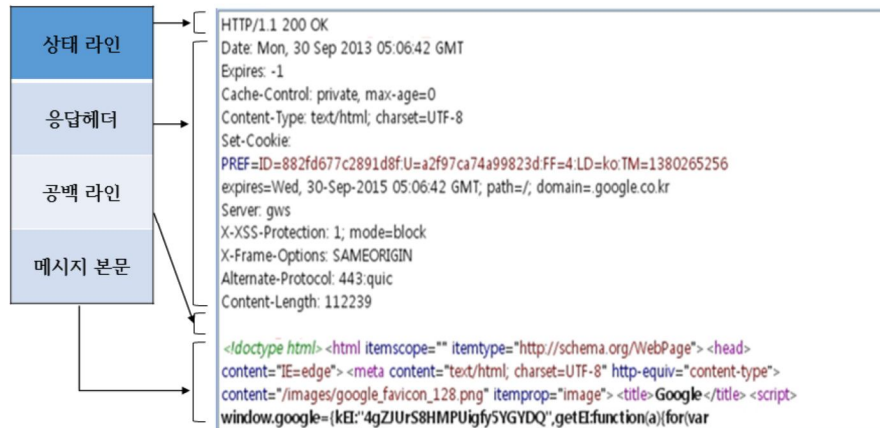 상태 라인
응답헤더
공백 라인
메시지 본문
HTTP/1.1 200 OK
Date: Mon, 30 Sep 2013 05:06:42 GMT
Expires: -1
Cache-Control: private, max-age=0
Content-Type: text/html; charset=UTF-8
Set-Cookie:
PREF=ID=882fd677c2891d8f:U=a2f97ca74a99823d:FF=4:LD=ko:TM=1380265256
expires=Wed, 30-Sep-2015 05:06:42 GMT; path=/; domain=.google.co.kr
Server: gws
X-XSS-Protection: 1; mode=block
X-Frame-Options: SAMEORIGIN
Alternate-Protocol: 443:quic
Content-Length: 112239
<!doctype html><html itemscope="" itemtype="http://schema.org/WebPage"><head>
content="IE=edge"><meta content="text/html; charset=UTF-8" http-equiv="content-type">
content="/images/google_favicon_128.png" itemprop="image"><title>Google</title><script>
window.google={kEI:"4gZJUrS8HMPUigfy5YGYDQ",getEI:function(a){for(var